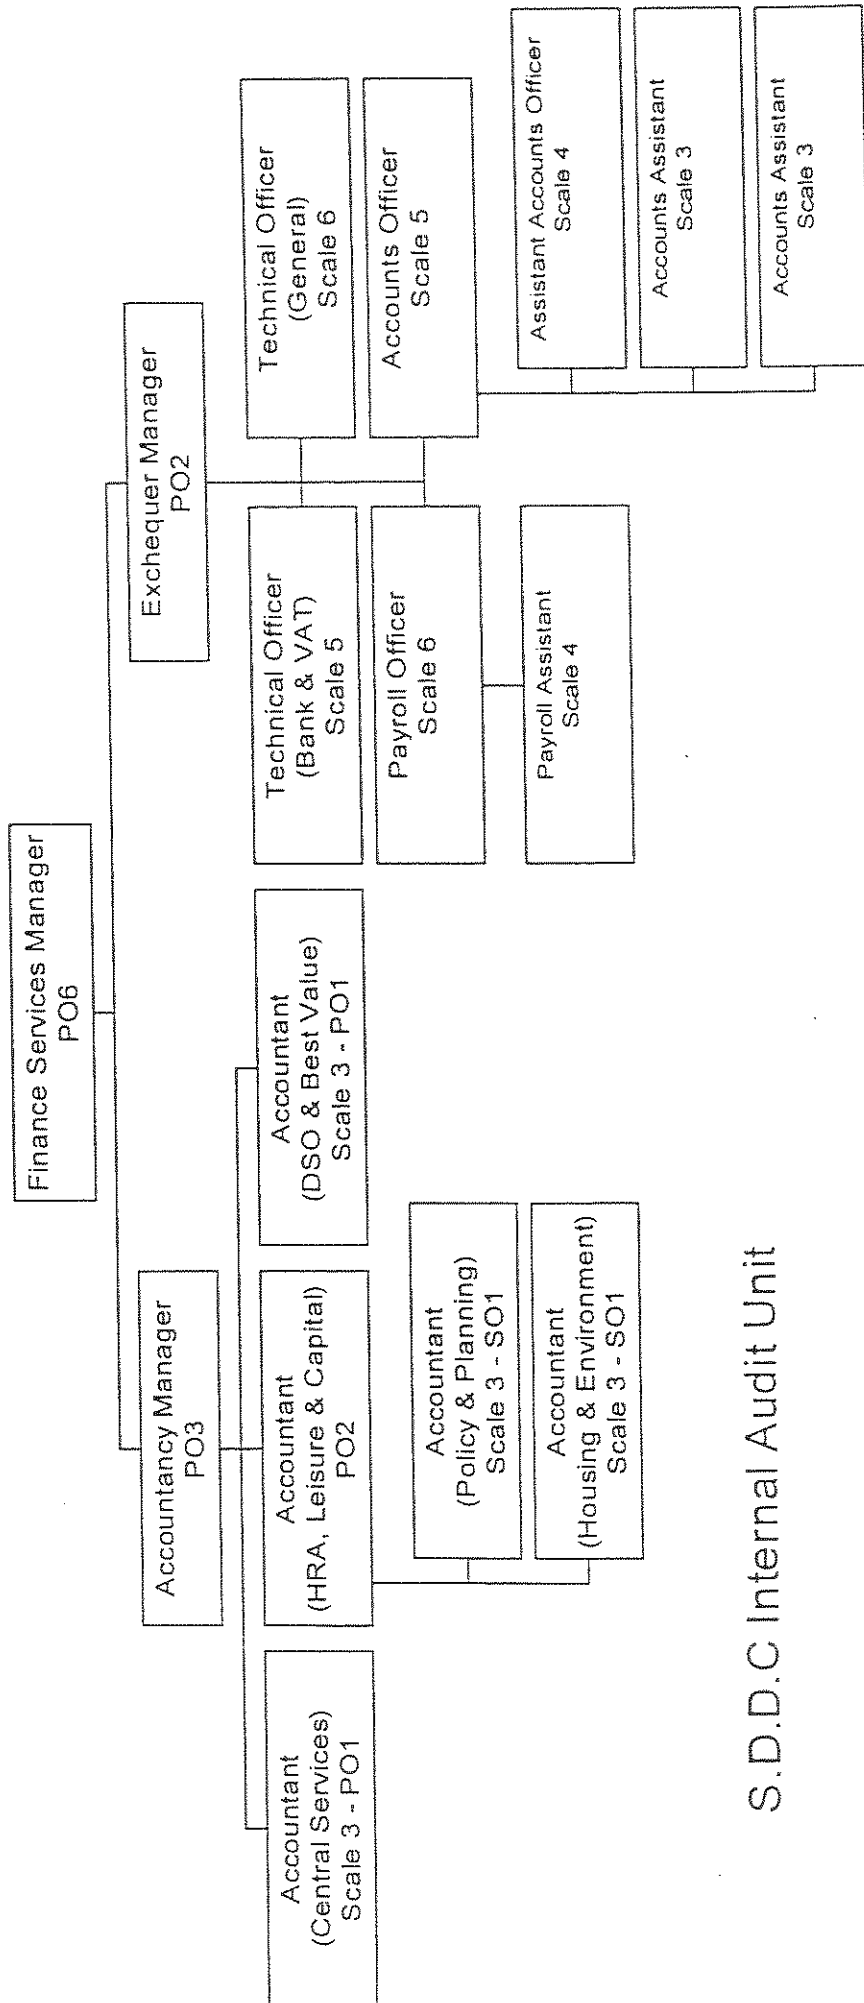 Finance Services Manager
PO6
Accountancy Manager
PO3
Exchequer Manager
PO2
Accountant
(Central Services)
Scale 3 - PO1
Accountant
(HRA, Leisure & Capital)
PO2
Accountant
(DSO & Best Value)
Scale 3 - PO1
Accountant
(Policy & Planning)
Scale 3 - SO1
Accountant
(Housing & Environment)
Scale 3 - SO1
Technical Officer
(Bank & VAT)
Scale 5
Technical Officer
(General)
Scale 6
Payroll Officer
Scale 6
Accounts Officer
Scale 5
Payroll Assistant
Scale 4
Assistant Accounts Officer
Scale 4
Accounts Assistant
Scale 3
Accounts Assistant
Scale 3
S.D.D.C Internal Audit Unit